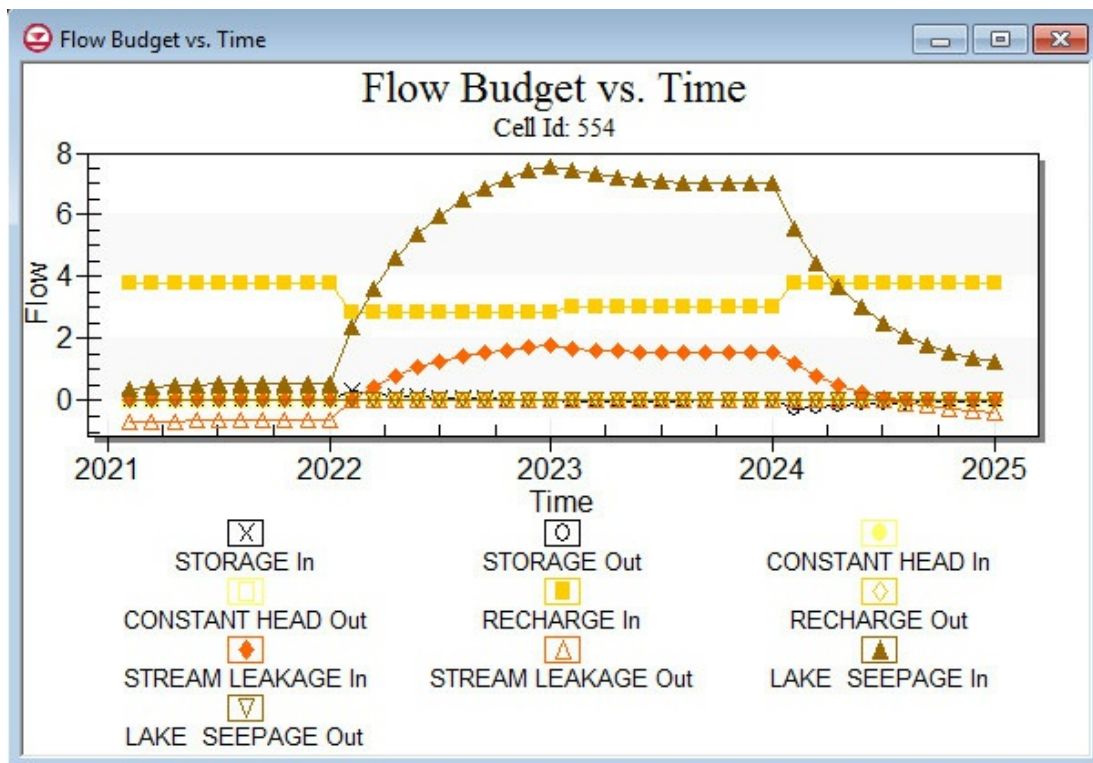 Flow Budget vs. Time
Flow Budget vs. Time
Cell Id: 554
8
6
4
2
0
Flow
2021 2022 2023 2024 2025
Time
STORAGE In STORAGE Out CONSTANT HEAD In
CONSTANT HEAD Out RECHARGE In RECHARGE Out
STREAM LEAKAGE In STREAM LEAKAGE Out LAKE SEEPAGE In
LAKE SEEPAGE Out